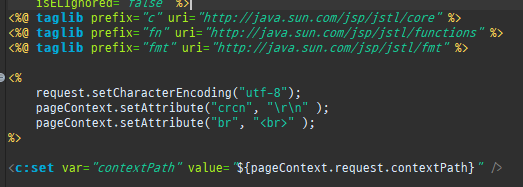 isELIgnored="false" %>
<%@ taglib prefix="c" uri="http://java.sun.com/jsp/jstl/core" %>
<%@ taglib prefix="fn" uri="http://java.sun.com/jsp/jstl/functions" %>
<%@ taglib prefix="fmt" uri="http://java.sun.com/jsp/jstl/fmt" %>
<%
request.setCharacterEncoding("utf-8");
pageContext.setAttribute("crcn", "\r\n" );
pageContext.setAttribute("br", "<br>" );
%>
<c:set var="contextPath" value="${pageContext.request.contextPath}" />